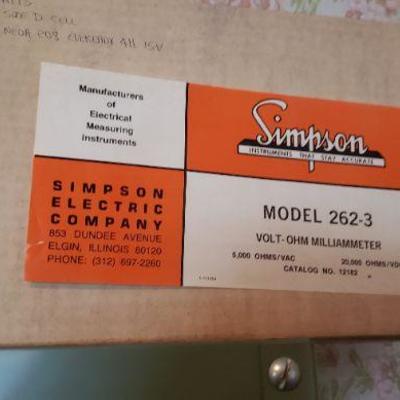 SIZE D CELL
Manufacturers
of
Electrical
Measuring
Instruments
SIMPSON
ELECTRIC
COMPANY
853 DUNDEE AVENUE
ELGIN, ILLINOIS 60120
PHONE: (312) 697-2260
Simpson
INSTRUMENTS THAT STAY ACCURATE
MODEL 262-3
VOLT-OHM MILLIAMMETER
5,000 OHMS/VAC 20,000 OHMS/VDC
CATALOG NO. 12182